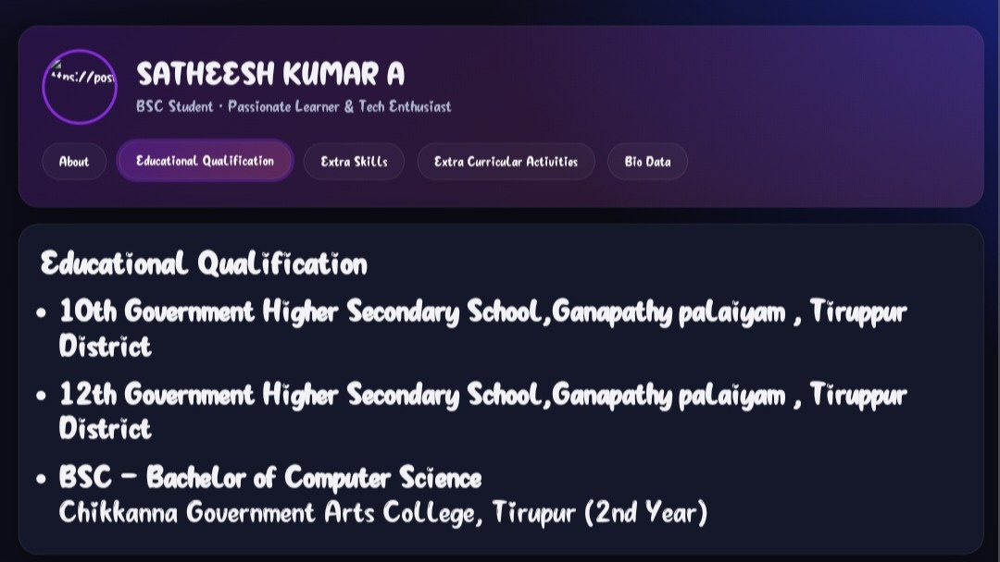 SATHEESH KUMAR A
BSC Student · Passionate Learner & Tech Enthusiast
About
Educational Qualification
Extra Skills
Extra Curricular Activities
Bio Data
Educational Qualification
• 10th Government Higher Secondary School,Ganapathy palaiyam , Tiruppur
District
• 12th Government Higher Secondary School,Ganapathy palaiyam , Tiruppur
District
• BSC – Bachelor of Computer Science
Chikkanna Government Arts College, Tirupur (2nd Year)